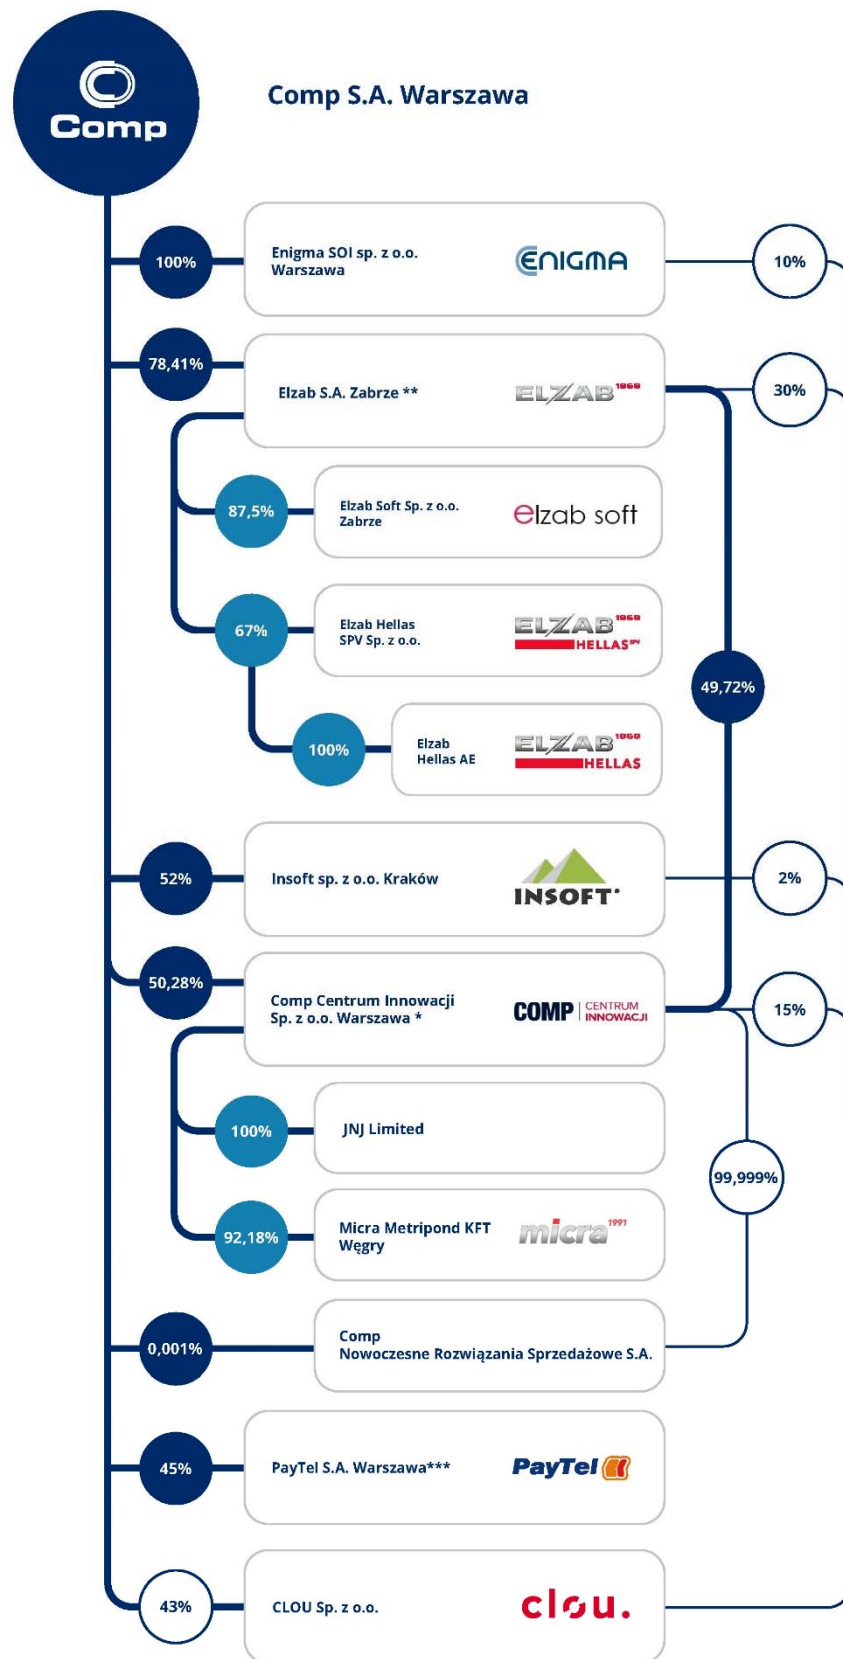 Comp
Comp S.A. Warszawa
100%
Enigma SOI sp. z o.o.
Warszawa
ENIGMA
10%
78,41%
Elzab S.A. Zabrze **
ELZAB 1969
30%
87,5%
Elzab Soft Sp. z o.o.
Zabrze
elzab soft
67%
Elzab Hellas
SPV Sp. z o.o.
ELZAB 1969
HELLAS SPV
49,72%
100%
Elzab
Hellas AE
ELZAB 1969
HELLAS
52%
Insoft sp. z o.o. Kraków
INSOFT
2%
50,28%
Comp Centrum Innowacji
Sp. z o.o. Warszawa *
COMP CENTRUM
INNOWACJI
15%
100%
JNJ Limited
99,999%
92,18%
Micra Metripond KFT
Węgry
micra 1991
0,001%
Comp
Nowoczesne Rozwiązania Sprzedażowe S.A.
45%
PayTel S.A. Warszawa***
PayTel
43%
CLOU Sp. z o.o.
clou.